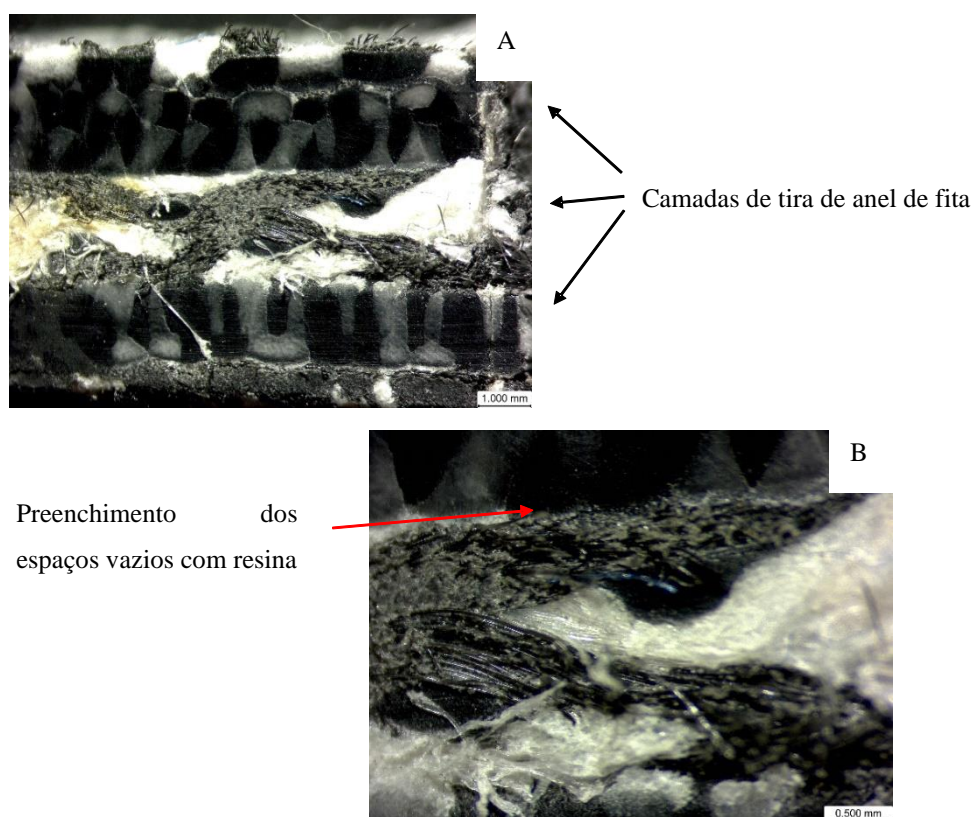 A
Camadas de tira de anel de fita
1.000 mm
B
Preenchimento dos
espaços vazios com resina
0.500 mm